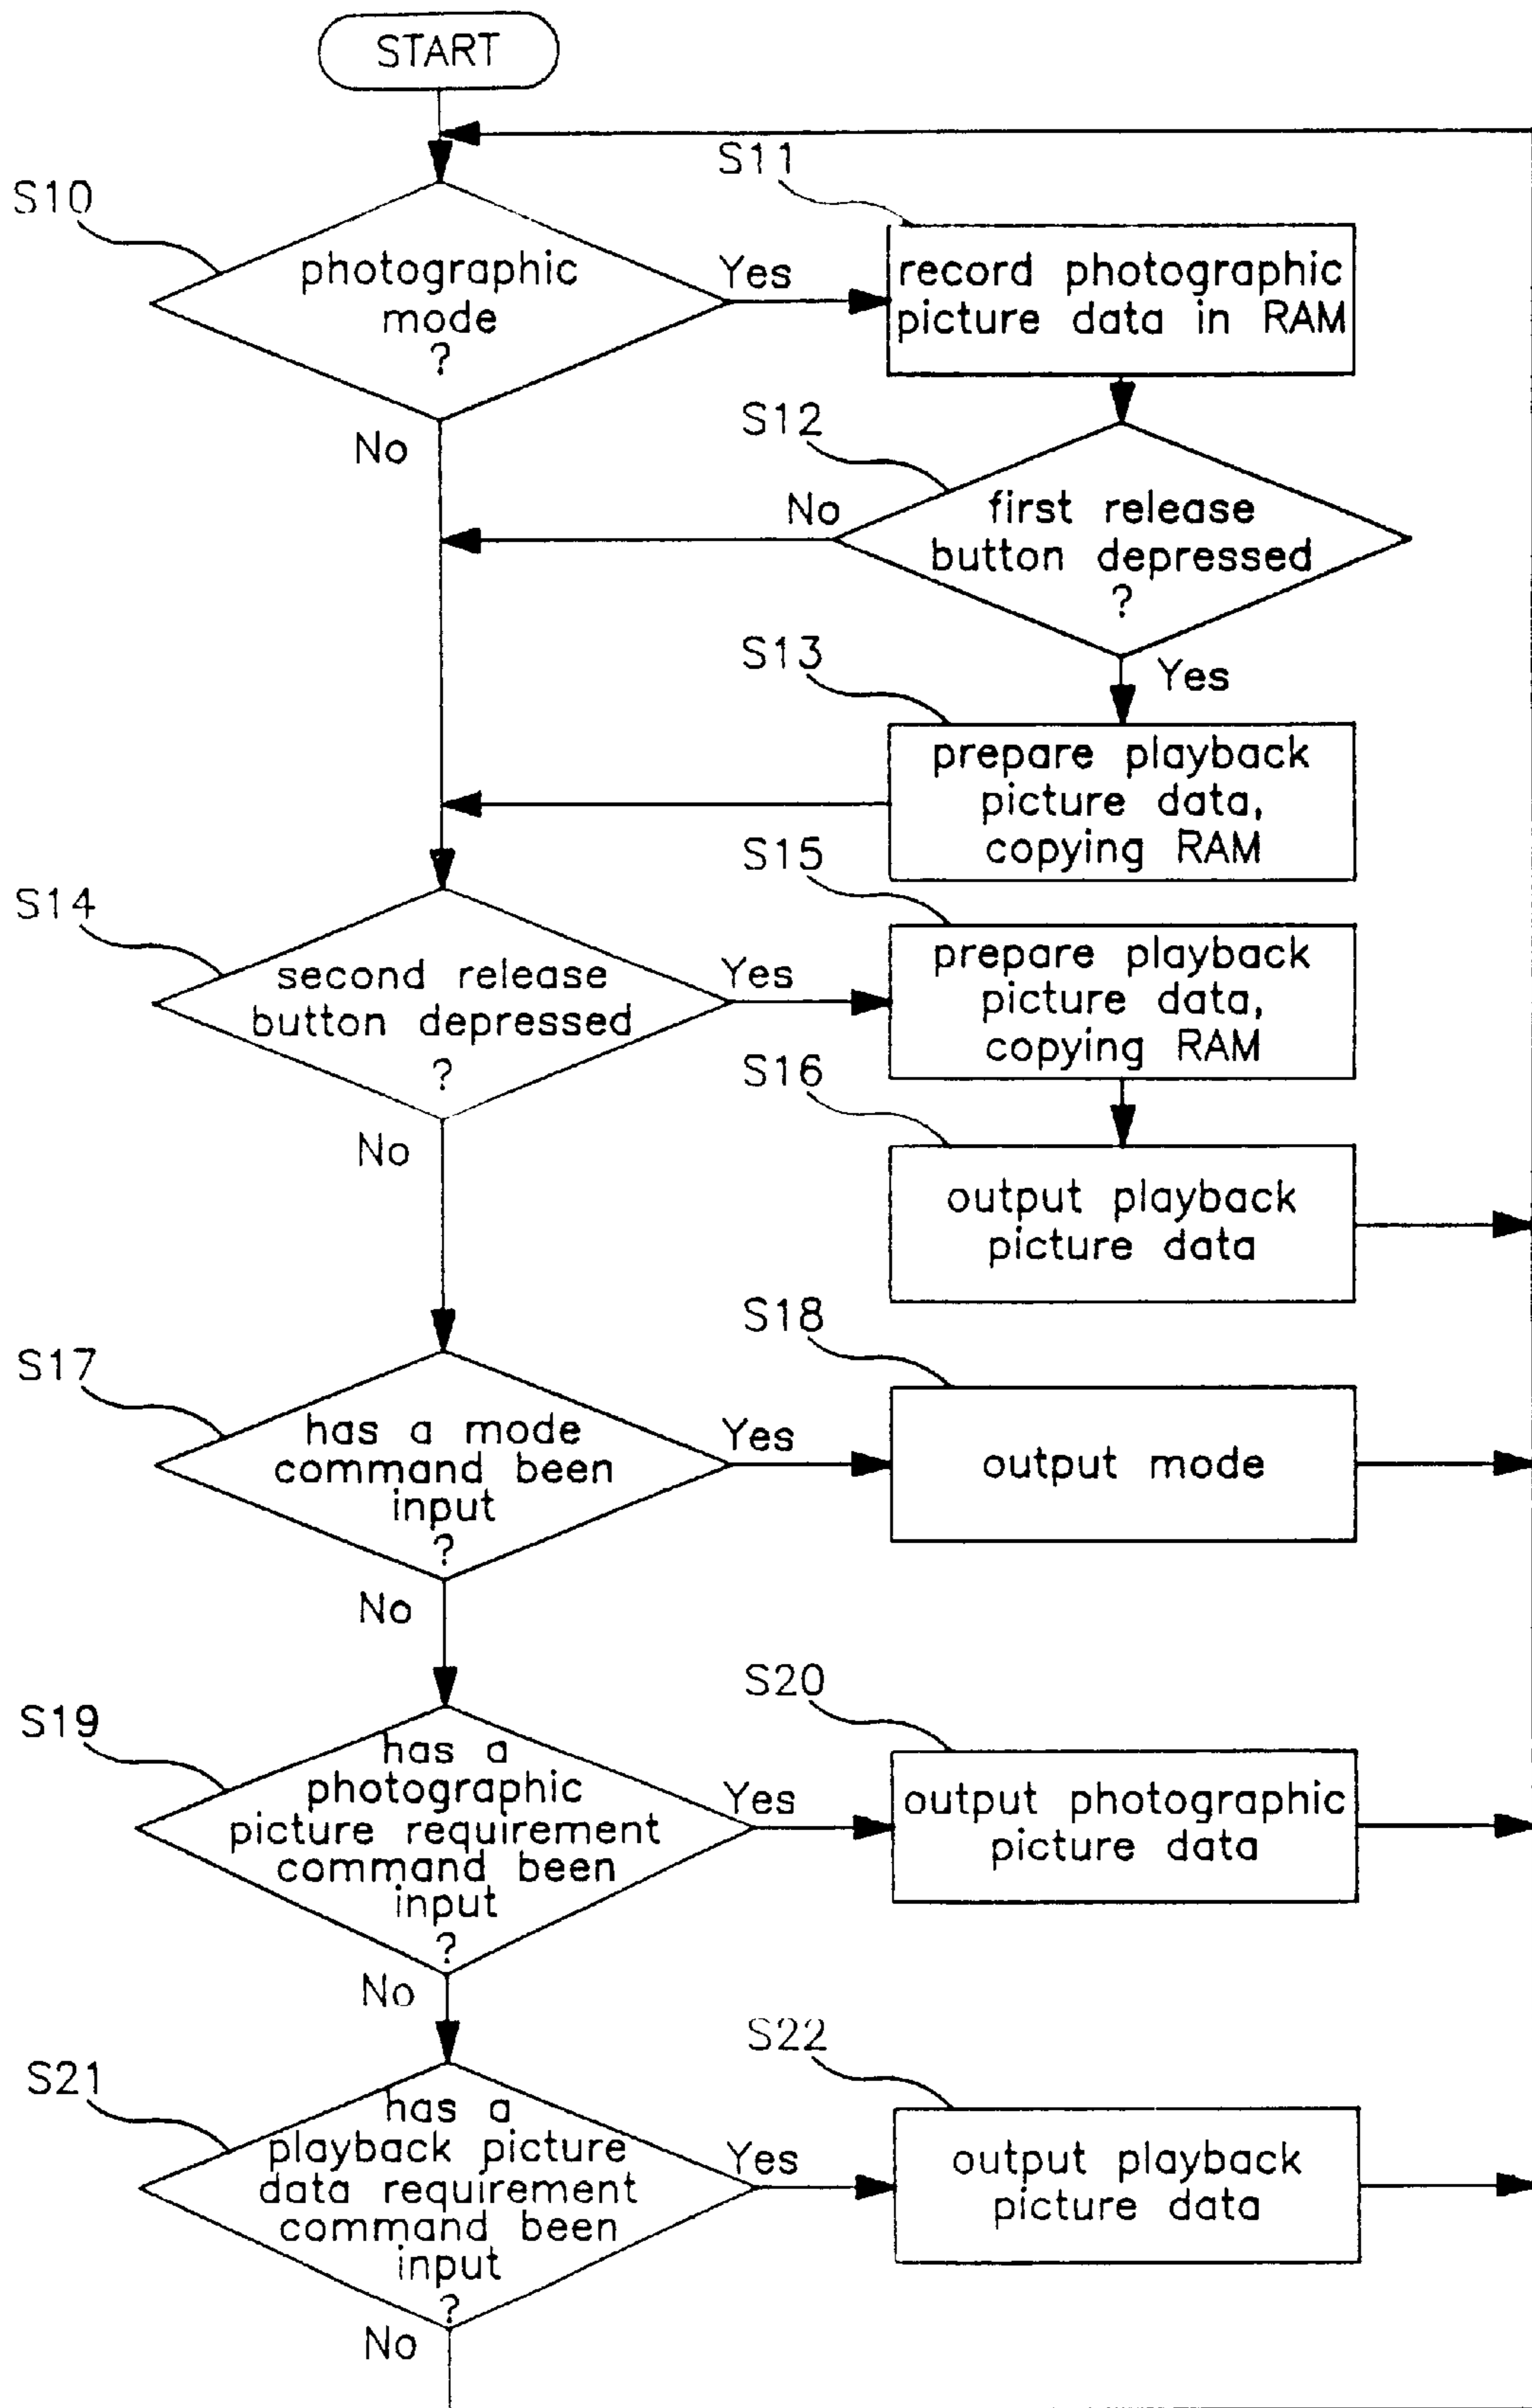 START
S10
photographic
mode
?
Yes
No
S11
record photographic
picture data in RAM
S12
first release
button depressed
?
No
Yes
S13
prepare playback
picture data,
copying RAM
S14
second release
button depressed
?
Yes
No
S15
prepare playback
picture data,
copying RAM
S16
output playback
picture data
S17
has a mode
command been
input
?
Yes
No
S18
output mode
S19
has a
photographic
picture requirement
command been
input
?
Yes
No
S20
output photographic
picture data
S21
has a
playback picture
data requirement
command been
input
?
Yes
No
S22
output playback
picture data